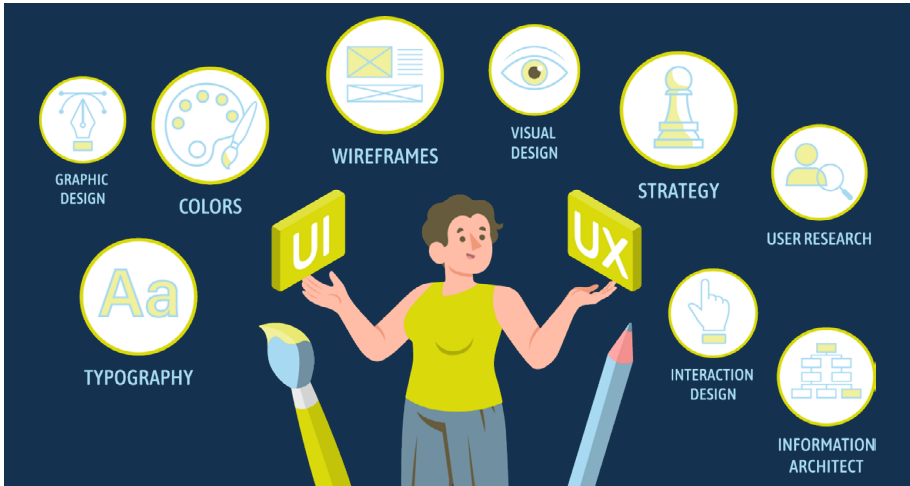 GRAPHIC
DESIGN
COLORS
WIREFRAMES
VISUAL
DESIGN
STRATEGY
USER RESEARCH
UI
UX
Aa
TYPOGRAPHY
INTERACTION
DESIGN
INFORMATION
ARCHITECT